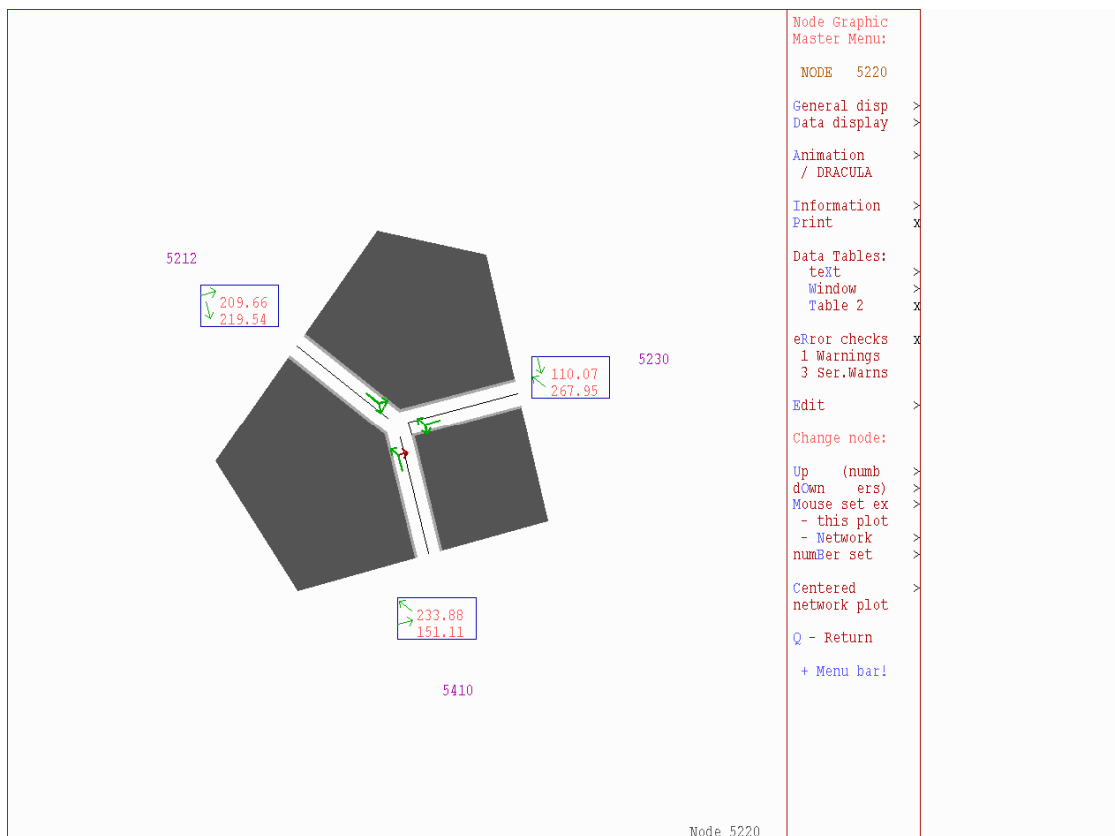 5212
209.66
219.54
5230
110.07
267.95
233.88
151.11
5410
Node 5220
Node Graphic
Master Menu:
NODE 5220
General disp >
Data display >
Animation >
/ DRACULA
Information >
Print x
Data Tables:
teXt >
Window >
Table 2 x
eRror checks x
1 Warnings
3 Ser.Warns
Edit >
Change node:
Up (numb >
dOwn ers) >
Mouse set ex >
- this plot
- Network >
numBer set >
Centered >
network plot
Q - Return
+ Menu bar!